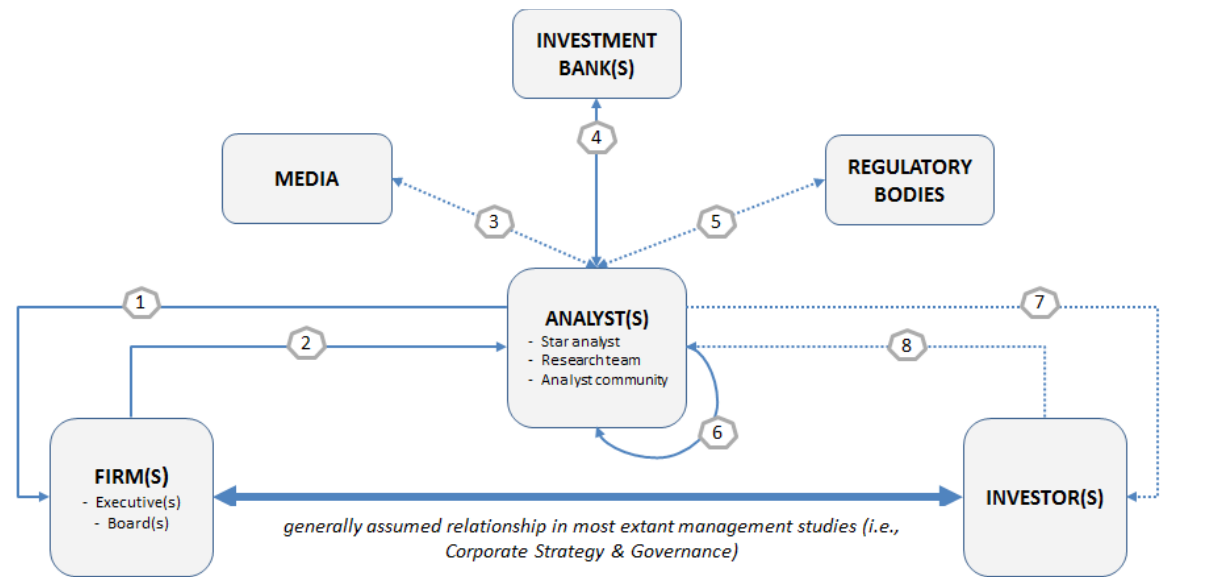 INVESTMENT
BANK(S)
4
MEDIA
REGULATORY
BODIES
3
5
1
7
2
8
ANALYST(S)
- Star analyst
- Research team
- Analyst community
6
FIRM(S)
- Executive(s)
- Board(s)
INVESTOR(S)
generally assumed relationship in most extant management studies (i.e.,
Corporate Strategy & Governance)